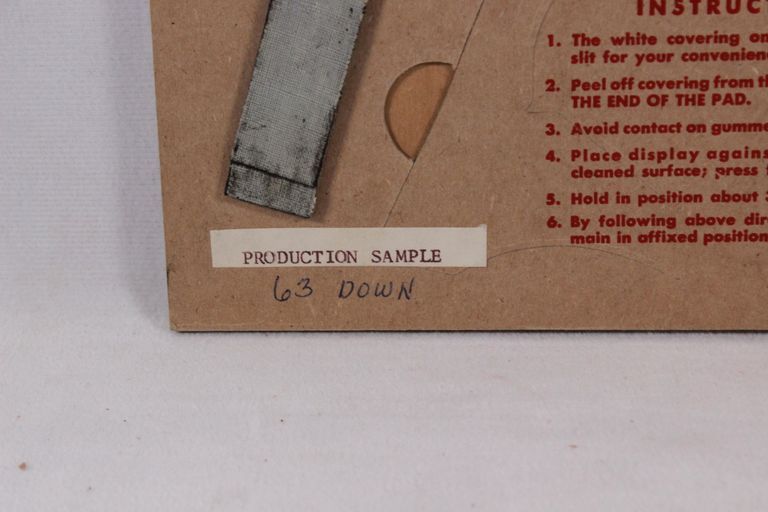 INSTRUC
1. The white covering on
slit for your convenien
2. Peel off covering from th
THE END OF THE PAD.
3. Avoid contact on gumme
4. Place display agains
cleaned surface; press
5. Hold in position about
6. By following above dir
main in affixed position
PRODUCTION SAMPLE
63 DOWN